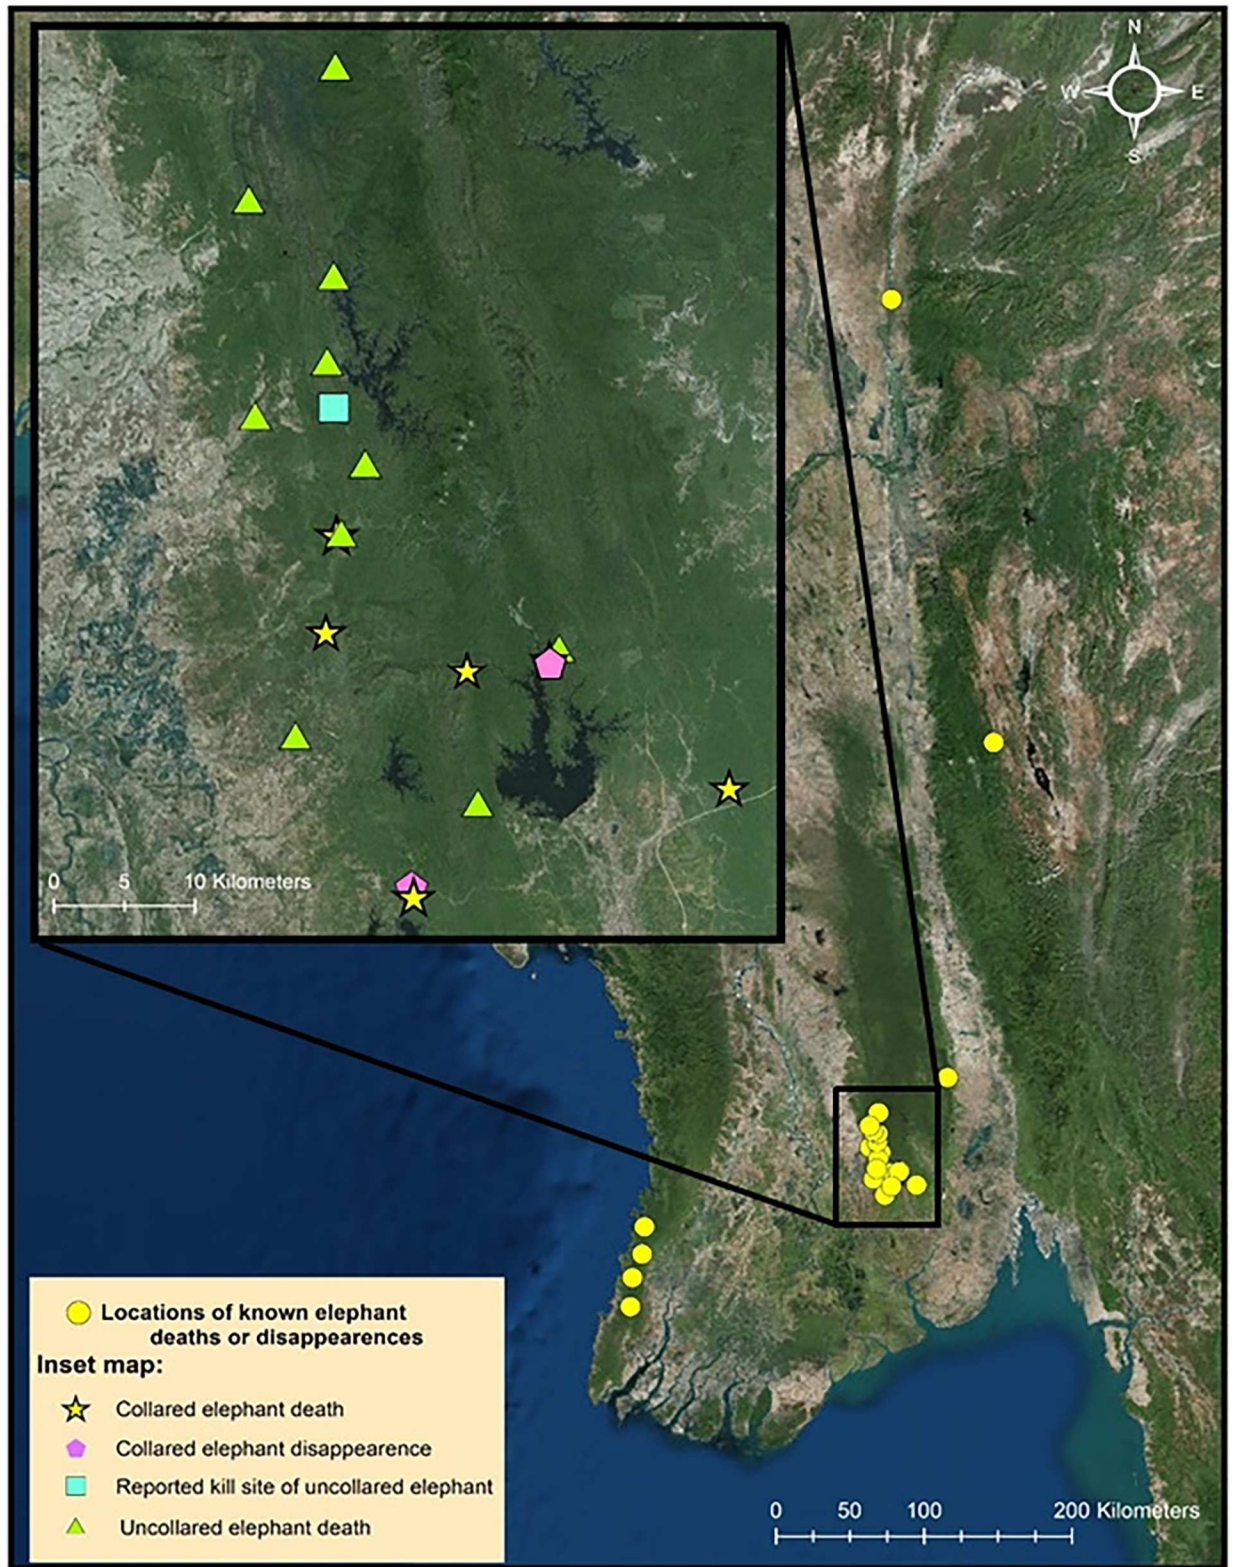 N
W E
S
0 5 10 Kilometers
Locations of known elephant
deaths or disappearences
Inset map:
Collared elephant death
Collared elephant disappearence
Reported kill site of uncollared elephant
Uncollared elephant death
0 50 100 200 Kilometers